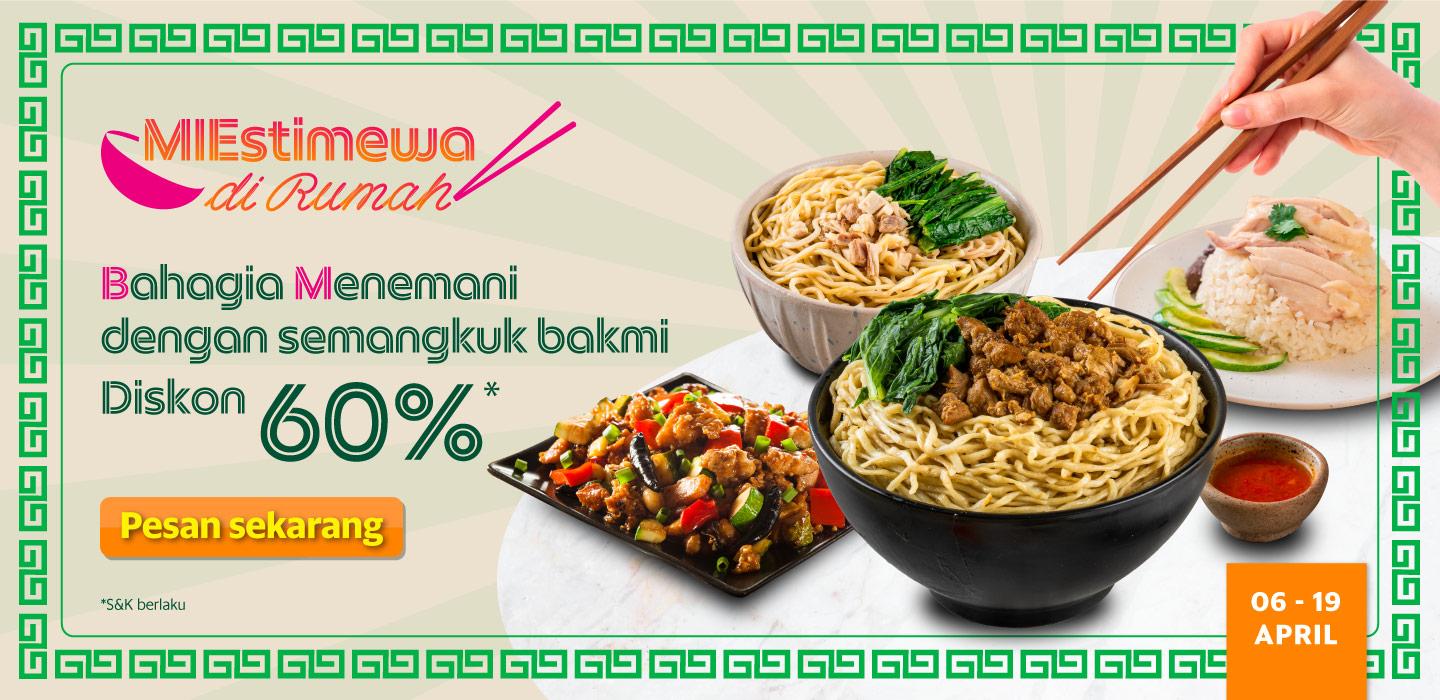 MIEstimewa
di Rumah
Bahagia Menemani
dengan semangkuk bakmi
Diskon 60%*
Pesan sekarang
*S&K berlaku
06 - 19
APRIL